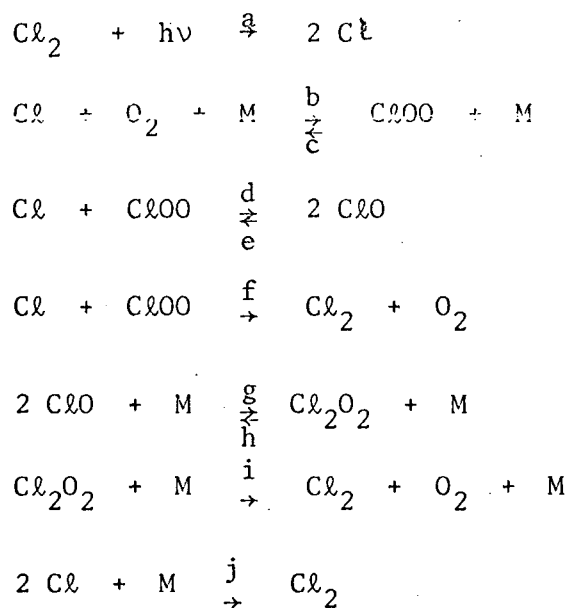 Cℓ₂ + hν →ᵃ 2 Cℓ
Cℓ + O₂ + M ⇄ (b, c) CℓOO + M
Cℓ + CℓOO ⇄ (d, e) 2 CℓO
Cℓ + CℓOO →ᶠ Cℓ₂ + O₂
2 CℓO + M ⇄ (g, h) Cℓ₂O₂ + M
Cℓ₂O₂ + M →ⁱ Cℓ₂ + O₂ + M
2 Cℓ + M →ʲ Cℓ₂